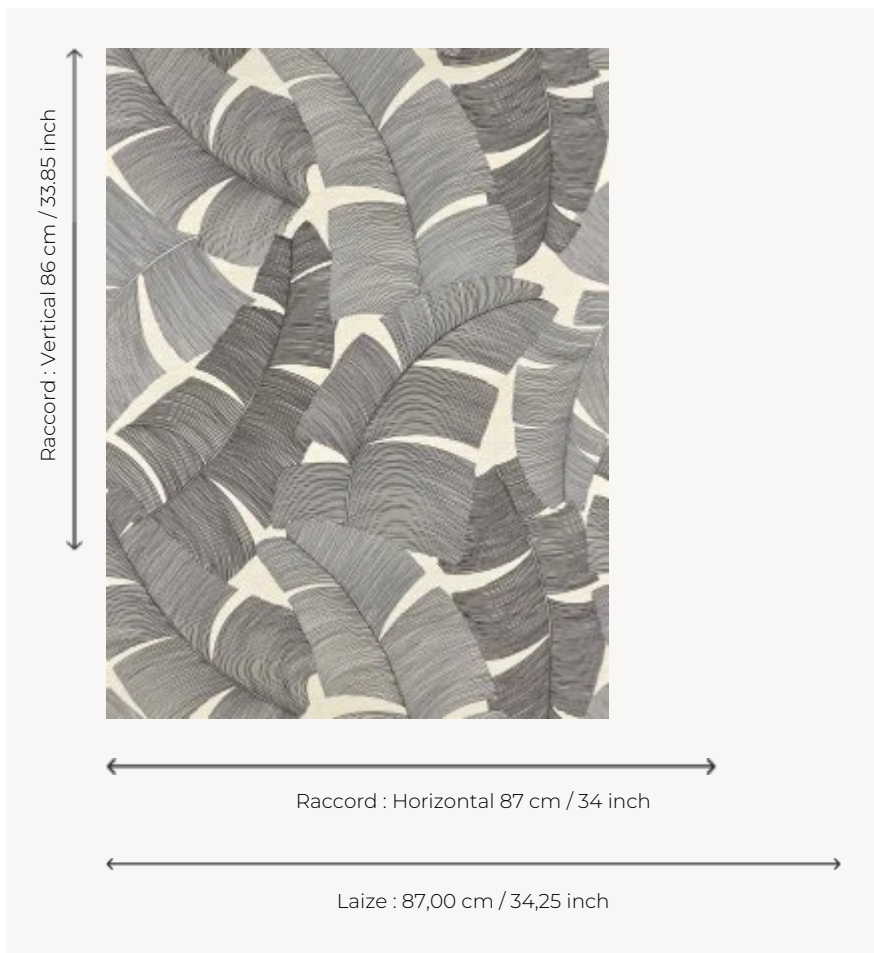 Raccord : Vertical 86 cm / 33.85 inch
Raccord : Horizontal 87 cm / 34 inch
Laize : 87,00 cm / 34,25 inch